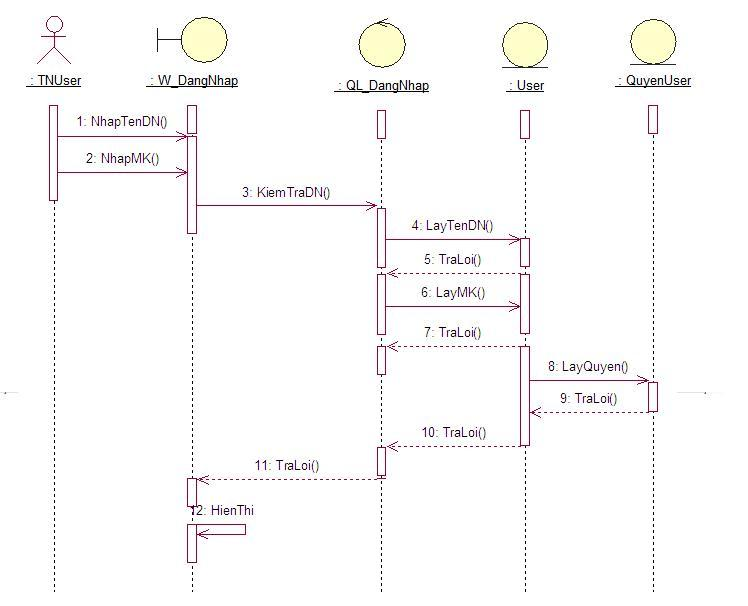 : TNUser
: W_DangNhap
: QL_DangNhap
: User
: QuyenUser
1: NhapTenDN()
2: NhapMK()
3: KiemTraDN()
4: LayTenDN()
5: TraLoi()
6: LayMK()
7: TraLoi()
8: LayQuyen()
9: TraLoi()
10: TraLoi()
11: TraLoi()
12: HienThi